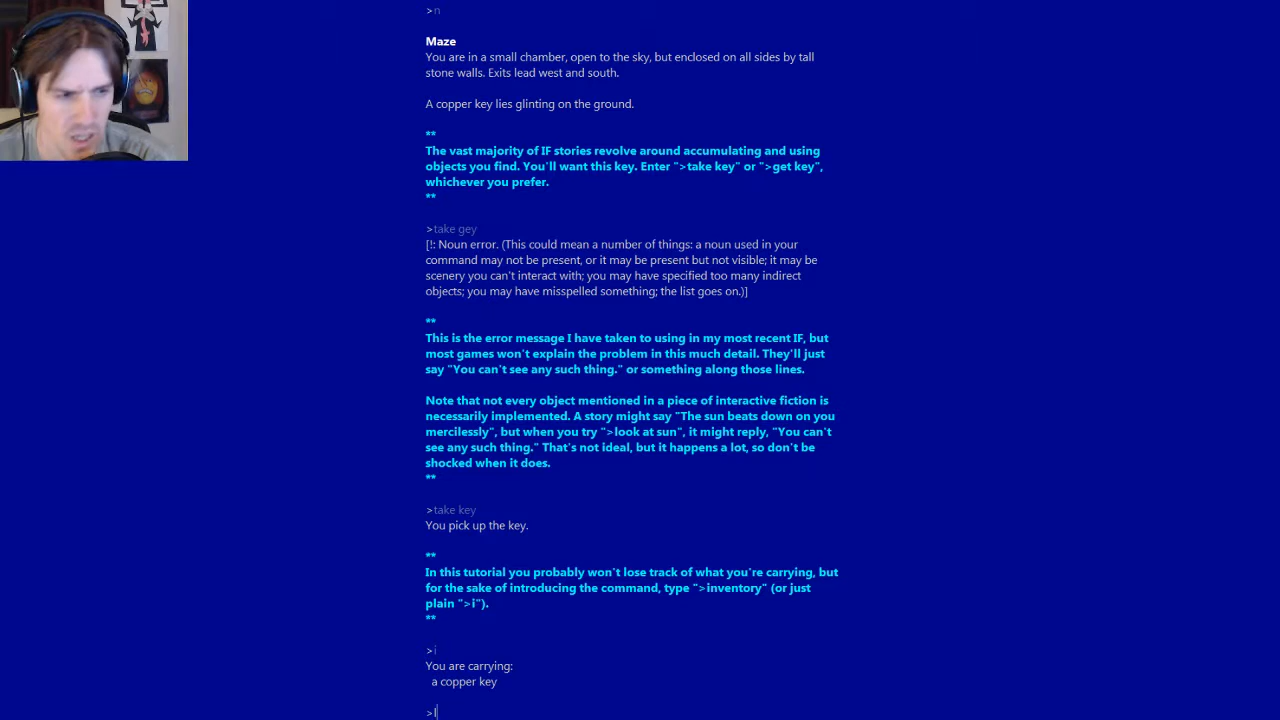 >n
Maze
You are in a small chamber, open to the sky, but enclosed on all sides by tall
stone walls. Exits lead west and south.
A copper key lies glinting on the ground.
**
The vast majority of IF stories revolve around accumulating and using
objects you find. You'll want this key. Enter ">take key" or ">get key",
whichever you prefer.
**
>take gey
[!: Noun error. (This could mean a number of things: a noun used in your
command may not be present, or it may be present but not visible; it may be
scenery you can't interact with; you may have specified too many indirect
objects; you may have misspelled something; the list goes on.)]
**
This is the error message I have taken to using in my most recent IF, but
most games won't explain the problem in this much detail. They'll just
say "You can't see any such thing." or something along those lines.
Note that not every object mentioned in a piece of interactive fiction is
necessarily implemented. A story might say "The sun beats down on you
mercilessly", but when you try ">look at sun", it might reply, "You can't
see any such thing." That's not ideal, but it happens a lot, so don't be
shocked when it does.
**
>take key
You pick up the key.
**
In this tutorial you probably won't lose track of what you're carrying, but
for the sake of introducing the command, type ">inventory" (or just
plain ">i").
**
>i
You are carrying:
a copper key
>l